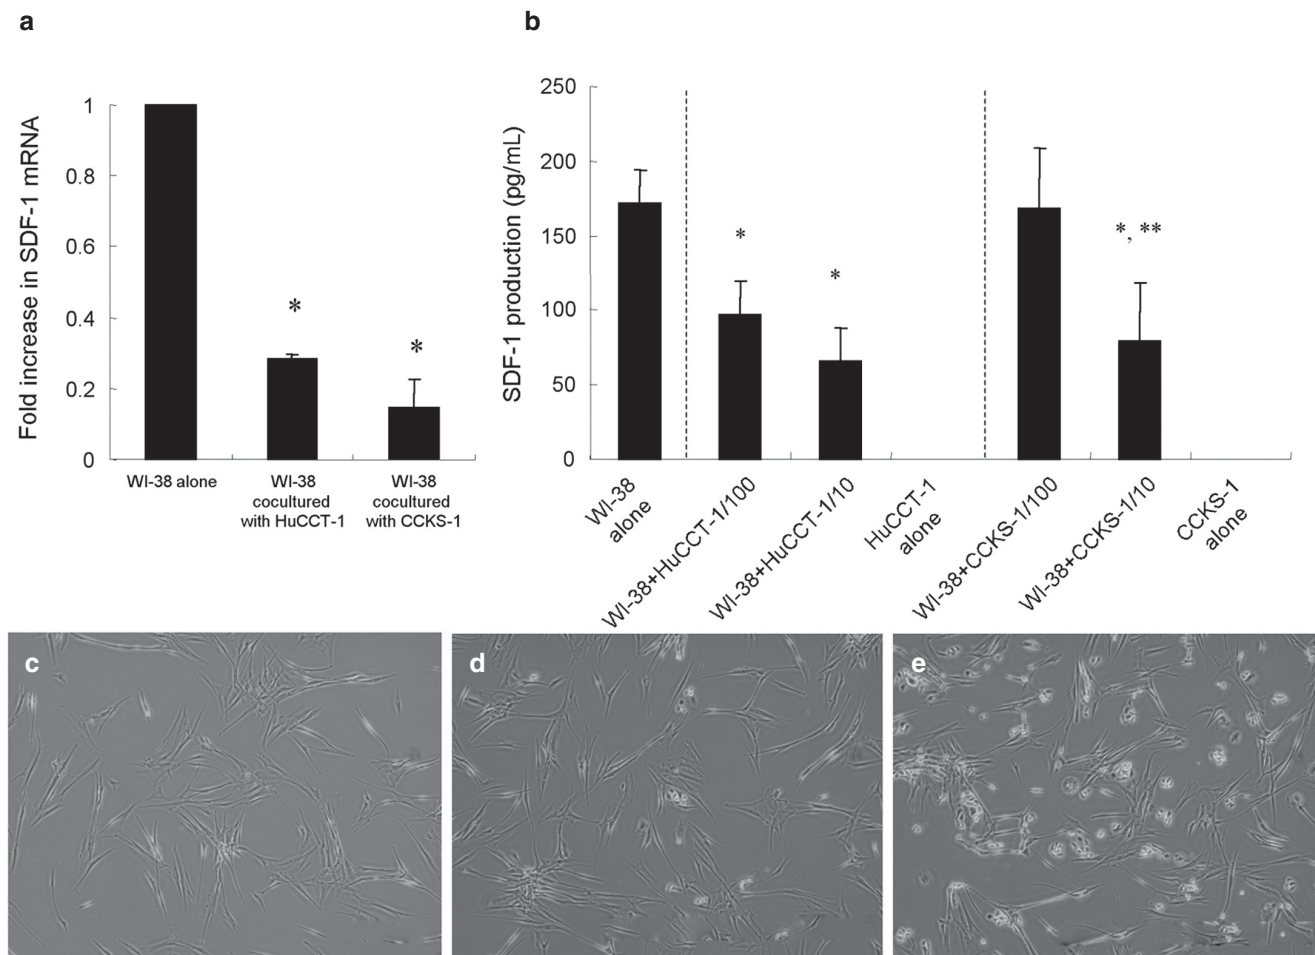 a
Fold increase in SDF-1 mRNA
1
0.8
0.6
0.4
0.2
0
*
*
WI-38 alone
WI-38
cocultured
with HuCCT-1
WI-38
cocultured
with CCKS-1
b
SDF-1 production (pg/mL)
250
200
150
100
50
0
*
*
*, **
WI-38
alone
WI-38+HuCCT-1/100
WI-38+HuCCT-1/10
HuCCT-1
alone
WI-38+CCKS-1/100
WI-38+CCKS-1/10
CCKS-1
alone
c
d
e